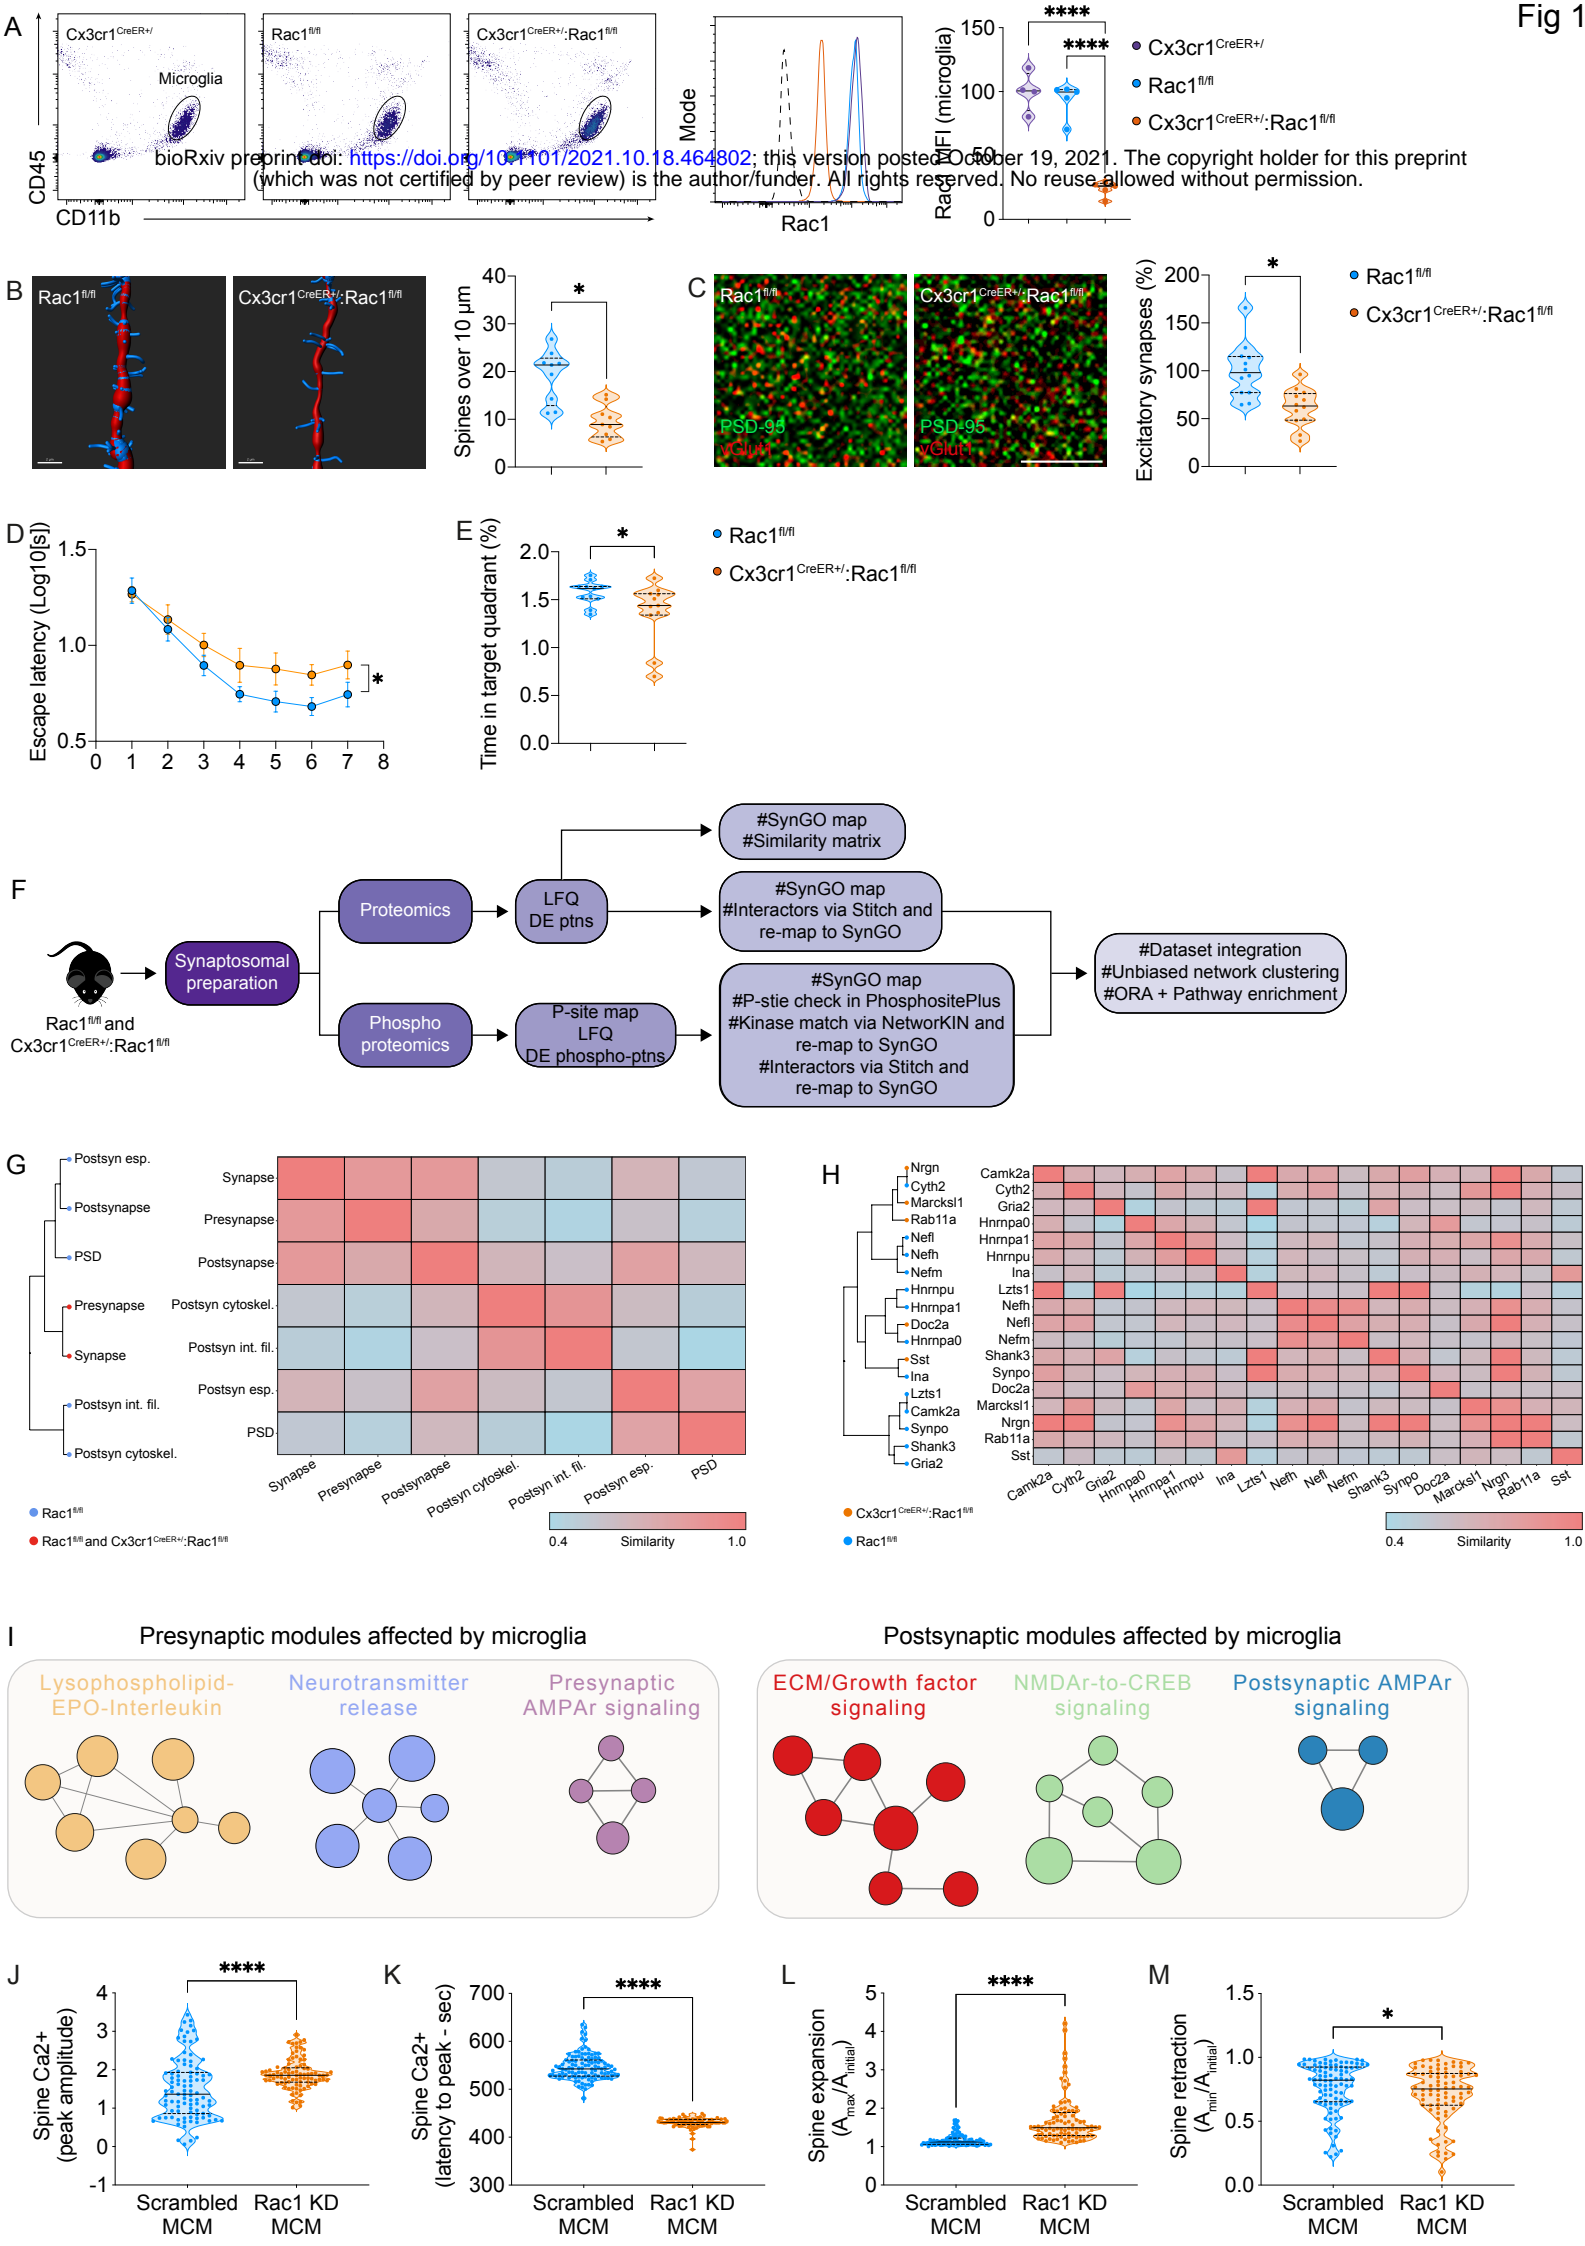 Fig 1
A
Cx3cr1CreER+/
Rac1fl/fl
Cx3cr1CreER+/:Rac1fl/fl
Microglia
CD45
CD11b
Mode
Rac1
Rac1 MFI (microglia)
150
100
50
0
****
****
Cx3cr1CreER+/
Rac1fl/fl
Cx3cr1CreER+/:Rac1fl/fl
bioRxiv preprint doi: https://doi.org/10.1101/2021.10.18.464802; this version posted October 19, 2021. The copyright holder for this preprint
(which was not certified by peer review) is the author/funder. All rights reserved. No reuse allowed without permission.
B
Rac1fl/fl
Cx3cr1CreER+/:Rac1fl/fl
Spines over 10 µm
40
30
20
10
0
*
C
Rac1fl/fl
PSD-95
vGlut1
Cx3cr1CreER+/:Rac1fl/fl
PSD-95
vGlut1
Excitatory synapses (%)
200
150
100
50
0
*
Rac1fl/fl
Cx3cr1CreER+/:Rac1fl/fl
D
Escape latency (Log10[s])
1.5
1.0
0.5
0 1 2 3 4 5 6 7 8
*
E
Time in target quadrant (%)
2.0
1.5
1.0
0.5
0.0
*
Rac1fl/fl
Cx3cr1CreER+/:Rac1fl/fl
F
Rac1fl/fl and
Cx3cr1CreER+/:Rac1fl/fl
Synaptosomal
preparation
Proteomics
LFQ
DE ptns
#SynGO map
#Similarity matrix
#SynGO map
#Interactors via Stitch and
re-map to SynGO
Phospho
proteomics
P-site map
LFQ
DE phospho-ptns
#SynGO map
#P-stie check in PhosphositePlus
#Kinase match via NetworKIN and
re-map to SynGO
#Interactors via Stitch and
re-map to SynGO
#Dataset integration
#Unbiased network clustering
#ORA + Pathway enrichment
G
Postsyn esp.
Postsynapse
PSD
Presynapse
Synapse
Postsyn int. fil.
Postsyn cytoskel.
Synapse
Presynapse
Postsynapse
Postsyn cytoskel.
Postsyn int. fil.
Postsyn esp.
PSD
Synapse
Presynapse
Postsynapse
Postsyn cytoskel.
Postsyn int. fil.
Postsyn esp.
PSD
Rac1fl/fl
Rac1fl/fl and Cx3cr1CreER+/:Rac1fl/fl
0.4 Similarity 1.0
H
Nrgn
Cyth2
Marcksl1
Rab11a
Nefl
Nefh
Nefm
Hnrnpu
Hnrnpa1
Doc2a
Hnrnpa0
Sst
Ina
Lzts1
Camk2a
Synpo
Shank3
Gria2
Camk2a
Cyth2
Gria2
Hnrnpa0
Hnrnpa1
Hnrnpu
Ina
Lzts1
Nefh
Nefl
Nefm
Shank3
Synpo
Doc2a
Marcksl1
Nrgn
Rab11a
Sst
Camk2a
Cyth2
Gria2
Hnrnpa0
Hnrnpa1
Hnrnpu
Ina
Lzts1
Nefh
Nefl
Nefm
Shank3
Synpo
Doc2a
Marcksl1
Nrgn
Rab11a
Sst
Cx3cr1CreER+/:Rac1fl/fl
Rac1fl/fl
0.4 Similarity 1.0
I
Presynaptic modules affected by microglia
Lysophospholipid-
EPO-Interleukin
Neurotransmitter
release
Presynaptic
AMPAr signaling
Postsynaptic modules affected by microglia
ECM/Growth factor
signaling
NMDAr-to-CREB
signaling
Postsynaptic AMPAr
signaling
J
Spine Ca2+
(peak amplitude)
4
3
2
1
0
-1
****
Scrambled
MCM
Rac1 KD
MCM
K
Spine Ca2+
(latency to peak - sec)
700
600
500
400
300
****
Scrambled
MCM
Rac1 KD
MCM
L
Spine expansion
(Amax/Ainitial)
5
4
3
2
1
0
****
Scrambled
MCM
Rac1 KD
MCM
M
Spine retraction
(Amin/Ainitial)
1.5
1.0
0.5
0.0
*
Scrambled
MCM
Rac1 KD
MCM